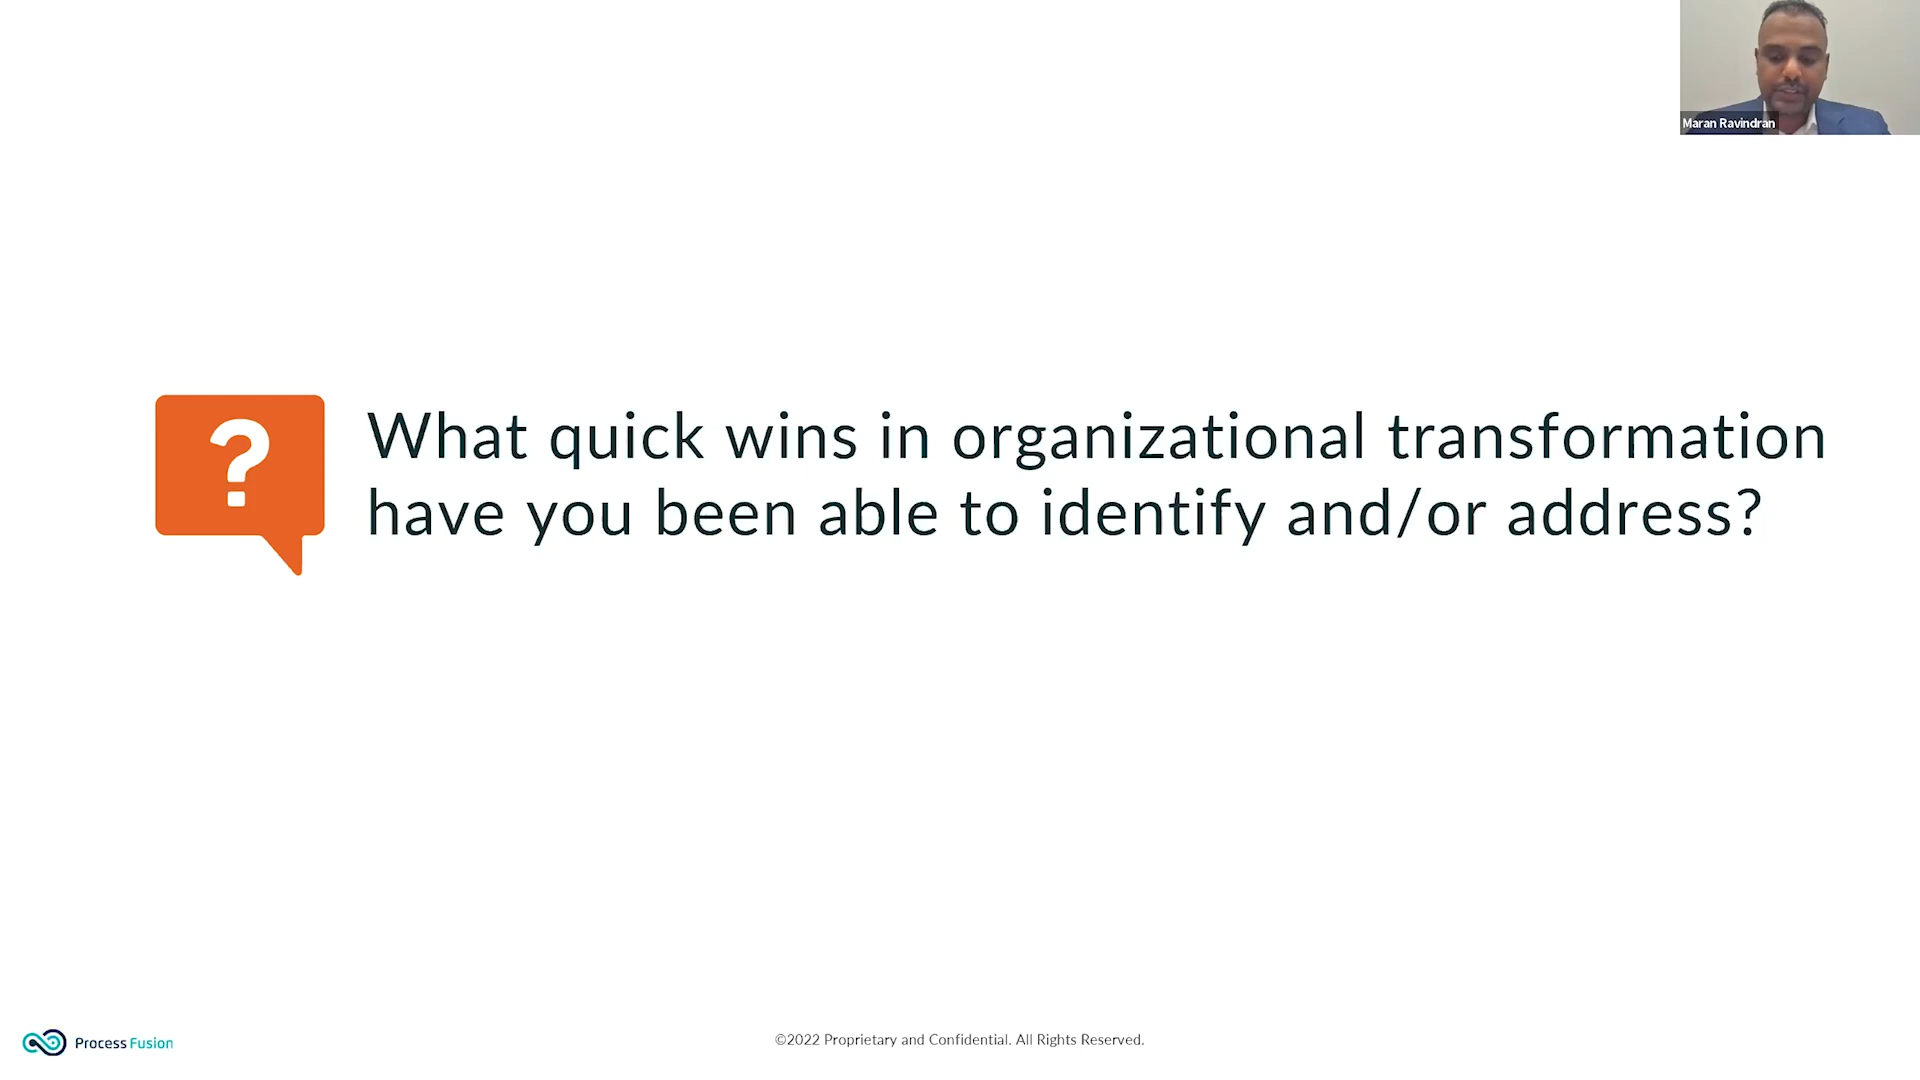 Maran Ravindran
?
What quick wins in organizational transformation
have you been able to identify and/or address?
Process Fusion
©2022 Proprietary and Confidential. All Rights Reserved.